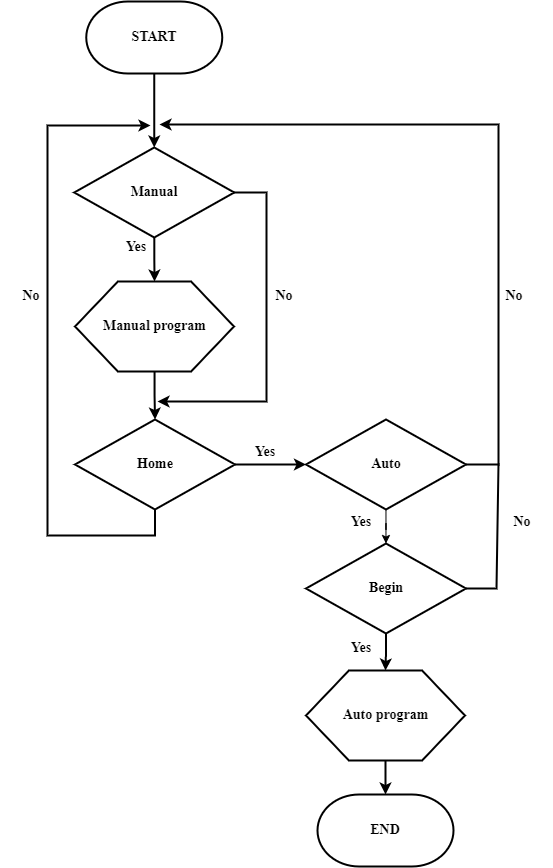 START
Manual
Yes
No
No
No
Manual program
Yes
Home
Auto
Yes
No
Begin
Yes
Auto program
END